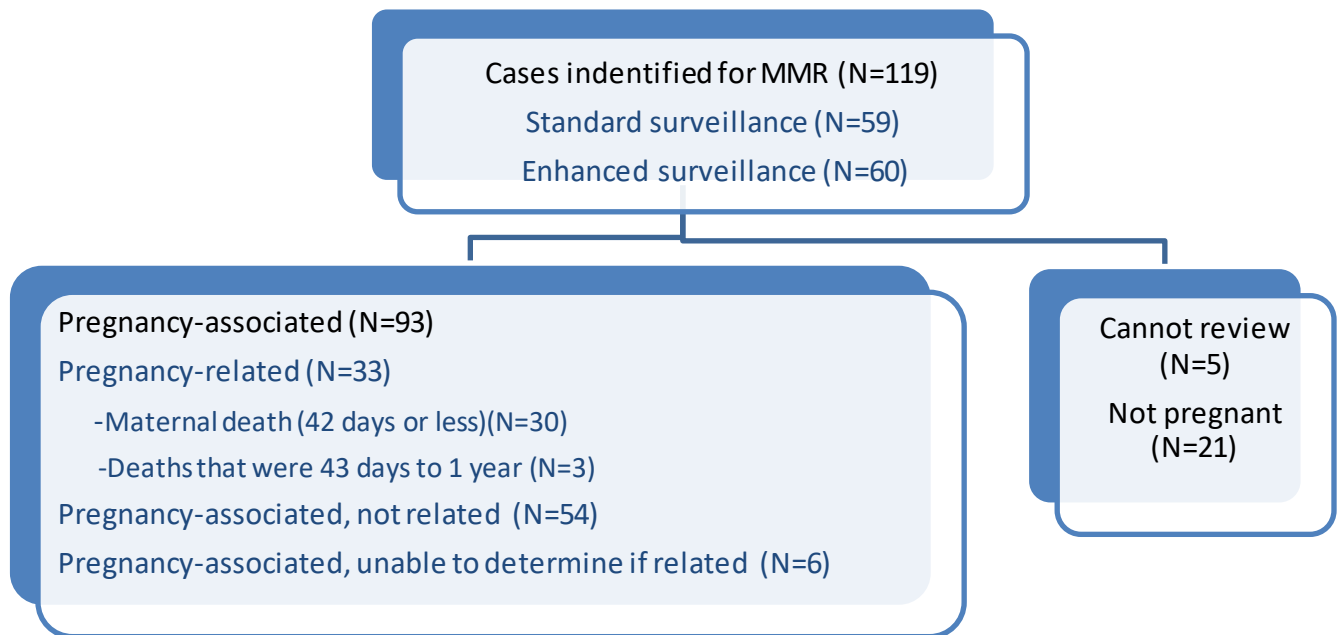 Cases indentified for MMR (N=119)
Standard surveillance (N=59)
Enhanced surveillance (N=60)
Pregnancy-associated (N=93)
Pregnancy-related (N=33)
-Maternal death (42 days or less)(N=30)
-Deaths that were 43 days to 1 year (N=3)
Pregnancy-associated, not related (N=54)
Pregnancy-associated, unable to determine if related (N=6)
Cannot review
(N=5)
Not pregnant
(N=21)